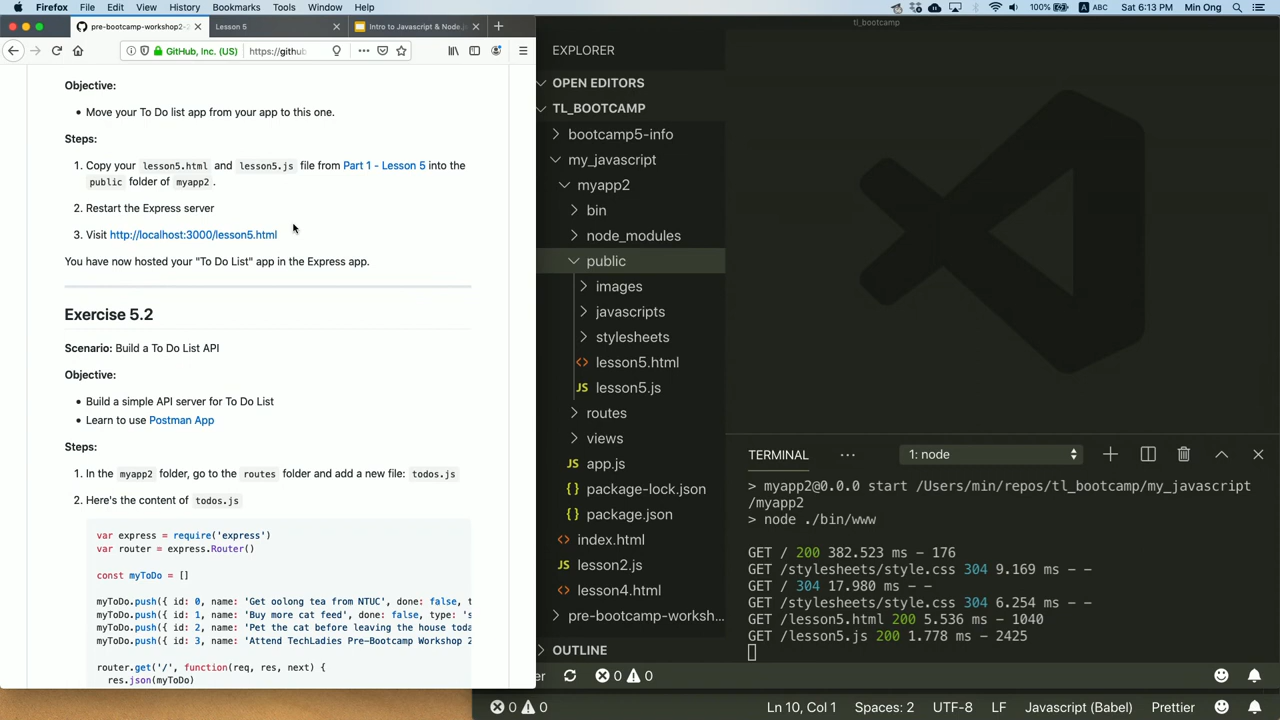 Firefox File Edit View History Bookmarks Tools Window Help
100% ABC Sat 6:13 PM Min Ong
pre-bootcamp-workshop2-2
Lesson 5
Intro to Javascript & Node.js
tl_bootcamp
GitHub, Inc. (US) https://github
Objective:
Move your To Do list app from your app to this one.
Steps:
1. Copy your lesson5.html and lesson5.js file from Part 1 - Lesson 5 into the
public folder of myapp2.
2. Restart the Express server
3. Visit http://localhost:3000/lesson5.html
You have now hosted your "To Do List" app in the Express app.
Exercise 5.2
Scenario: Build a To Do List API
Objective:
Build a simple API server for To Do List
Learn to use Postman App
Steps:
1. In the myapp2 folder, go to the routes folder and add a new file: todos.js
2. Here's the content of todos.js
var express = require('express')
var router = express.Router()
const myToDo = []
myToDo.push({ id: 0, name: 'Get oolong tea from NTUC', done: false, t
myToDo.push({ id: 1, name: 'Buy more cat feed', done: false, type: 's
myToDo.push({ id: 2, name: 'Pet the cat before leaving the house toda
myToDo.push({ id: 3, name: 'Attend TechLadies Pre-Bootcamp Workshop 2
router.get('/', function(req, res, next) {
res.json(myToDo)
EXPLORER
OPEN EDITORS
TL_BOOTCAMP
bootcamp5-info
my_javascript
myapp2
bin
node_modules
public
images
javascripts
stylesheets
lesson5.html
JS lesson5.js
routes
views
JS app.js
{} package-lock.json
{} package.json
index.html
JS lesson2.js
lesson4.html
pre-bootcamp-worksh...
OUTLINE
TERMINAL ... 1: node
> myapp2@0.0.0 start /Users/min/repos/tl_bootcamp/my_javascript
/myapp2
> node ./bin/www
GET / 200 382.523 ms - 176
GET /stylesheets/style.css 304 9.169 ms - -
GET / 304 17.980 ms - -
GET /stylesheets/style.css 304 6.254 ms - -
GET /lesson5.html 200 5.536 ms - 1040
GET /lesson5.js 200 1.778 ms - 2425
er 0 0
0 0 Ln 10, Col 1 Spaces: 2 UTF-8 LF Javascript (Babel) Prettier